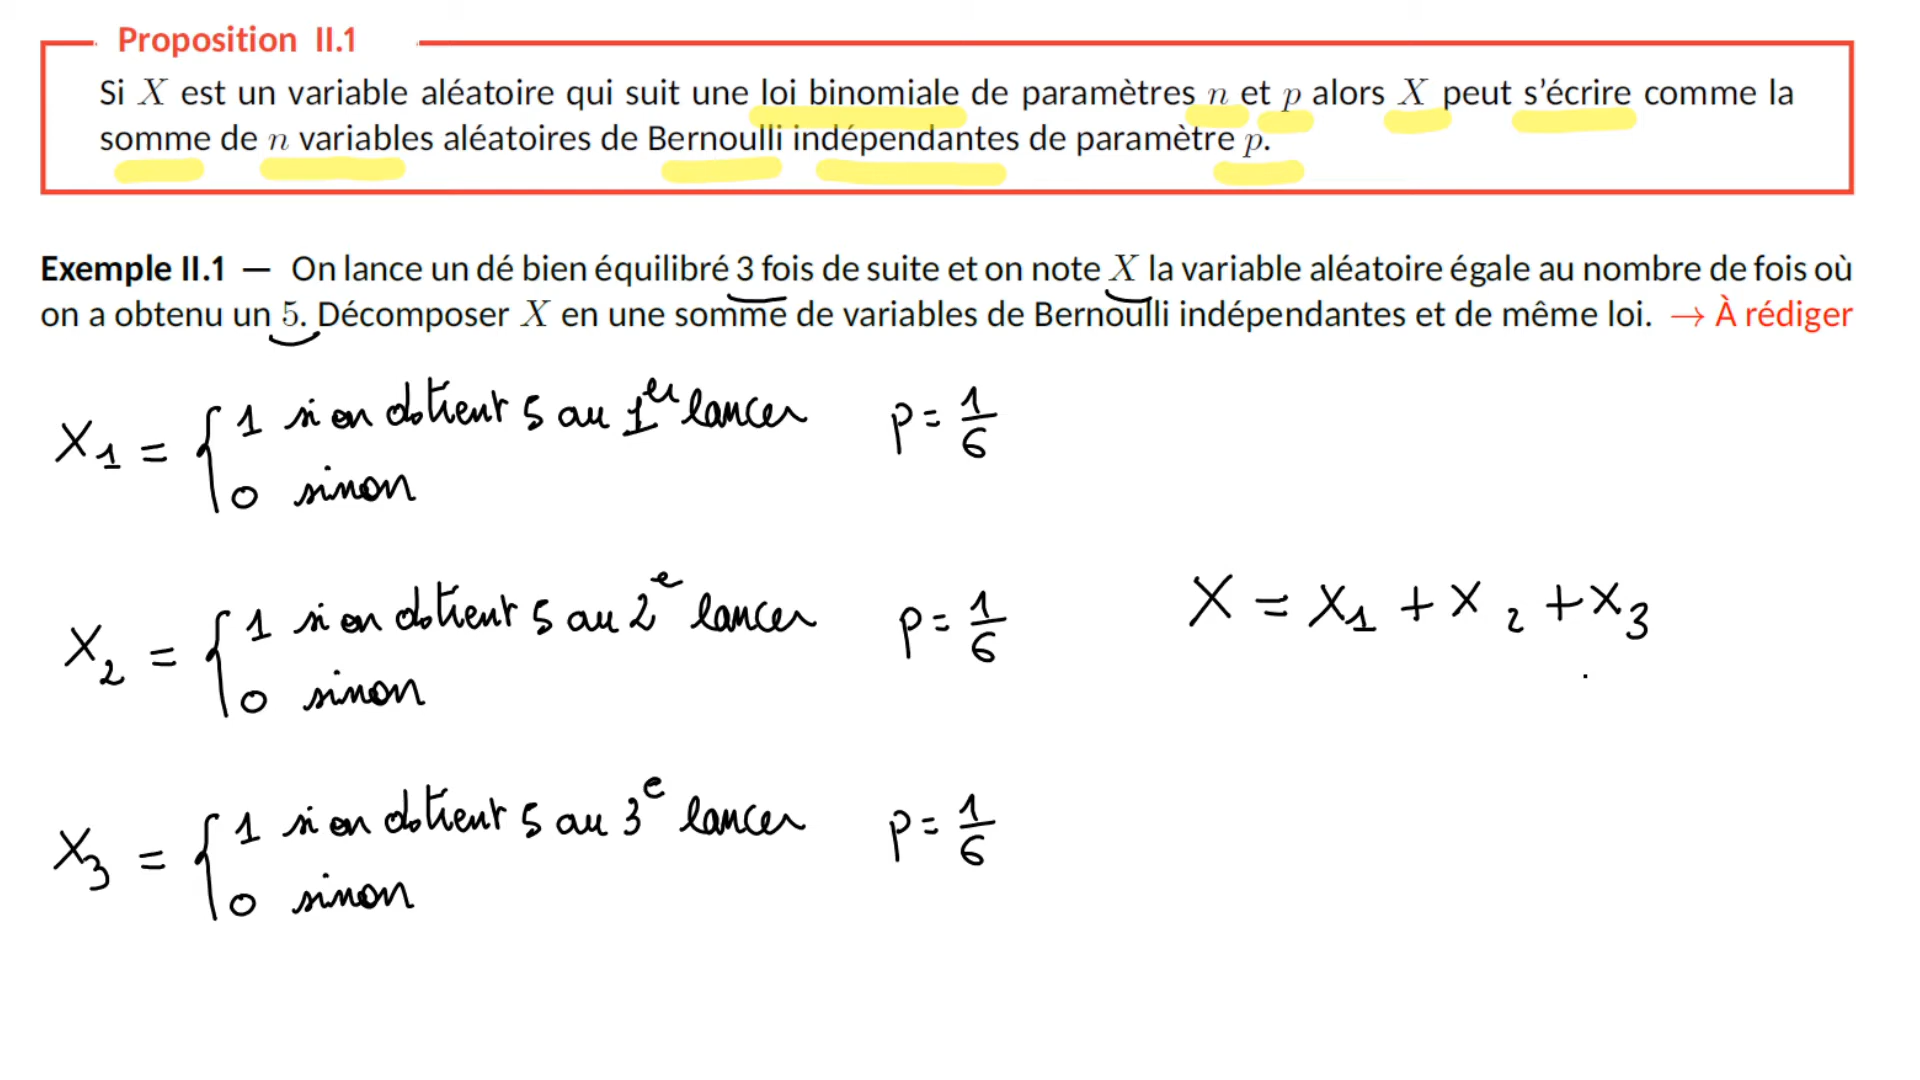 Proposition II.1
Si X est un variable aléatoire qui suit une loi binomiale de paramètres n et p alors X peut s'écrire comme la
somme de n variables aléatoires de Bernoulli indépendantes de paramètre p.
Exemple II.1 — On lance un dé bien équilibré 3 fois de suite et on note X la variable aléatoire égale au nombre de fois où
on a obtenu un 5. Décomposer X en une somme de variables de Bernoulli indépendantes et de même loi. → À rédiger
X₁ = { 1 si on obtient 5 au 1er lancer p = 1/6
0 sinon
X₂ = { 1 si on obtient 5 au 2e lancer p = 1/6
0 sinon
X = X₁ + X₂ + X₃
X₃ = { 1 si on obtient 5 au 3e lancer p = 1/6
0 sinon